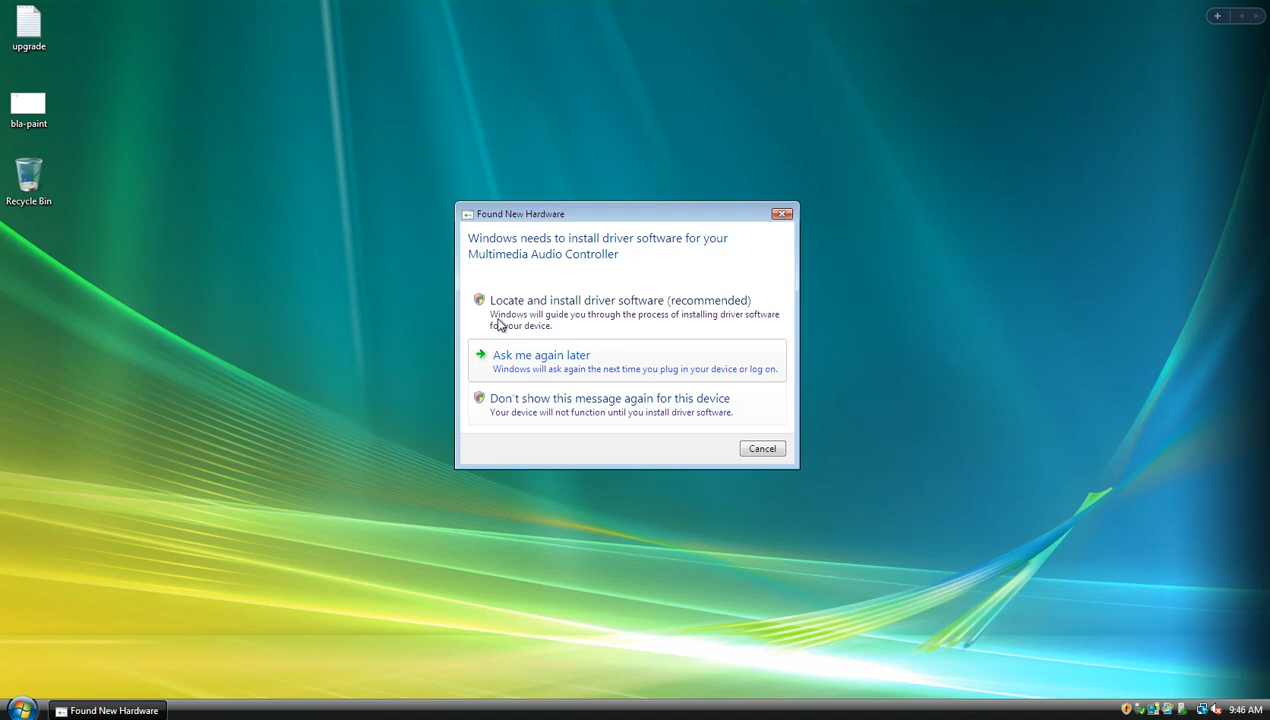 upgrade
bla-paint
Recycle Bin
Found New Hardware
Windows needs to install driver software for your
Multimedia Audio Controller
Locate and install driver software (recommended)
Windows will guide you through the process of installing driver software
for your device.
Ask me again later
Windows will ask again the next time you plug in your device or log on.
Don't show this message again for this device
Your device will not function until you install driver software.
Cancel
Found New Hardware
9:46 AM